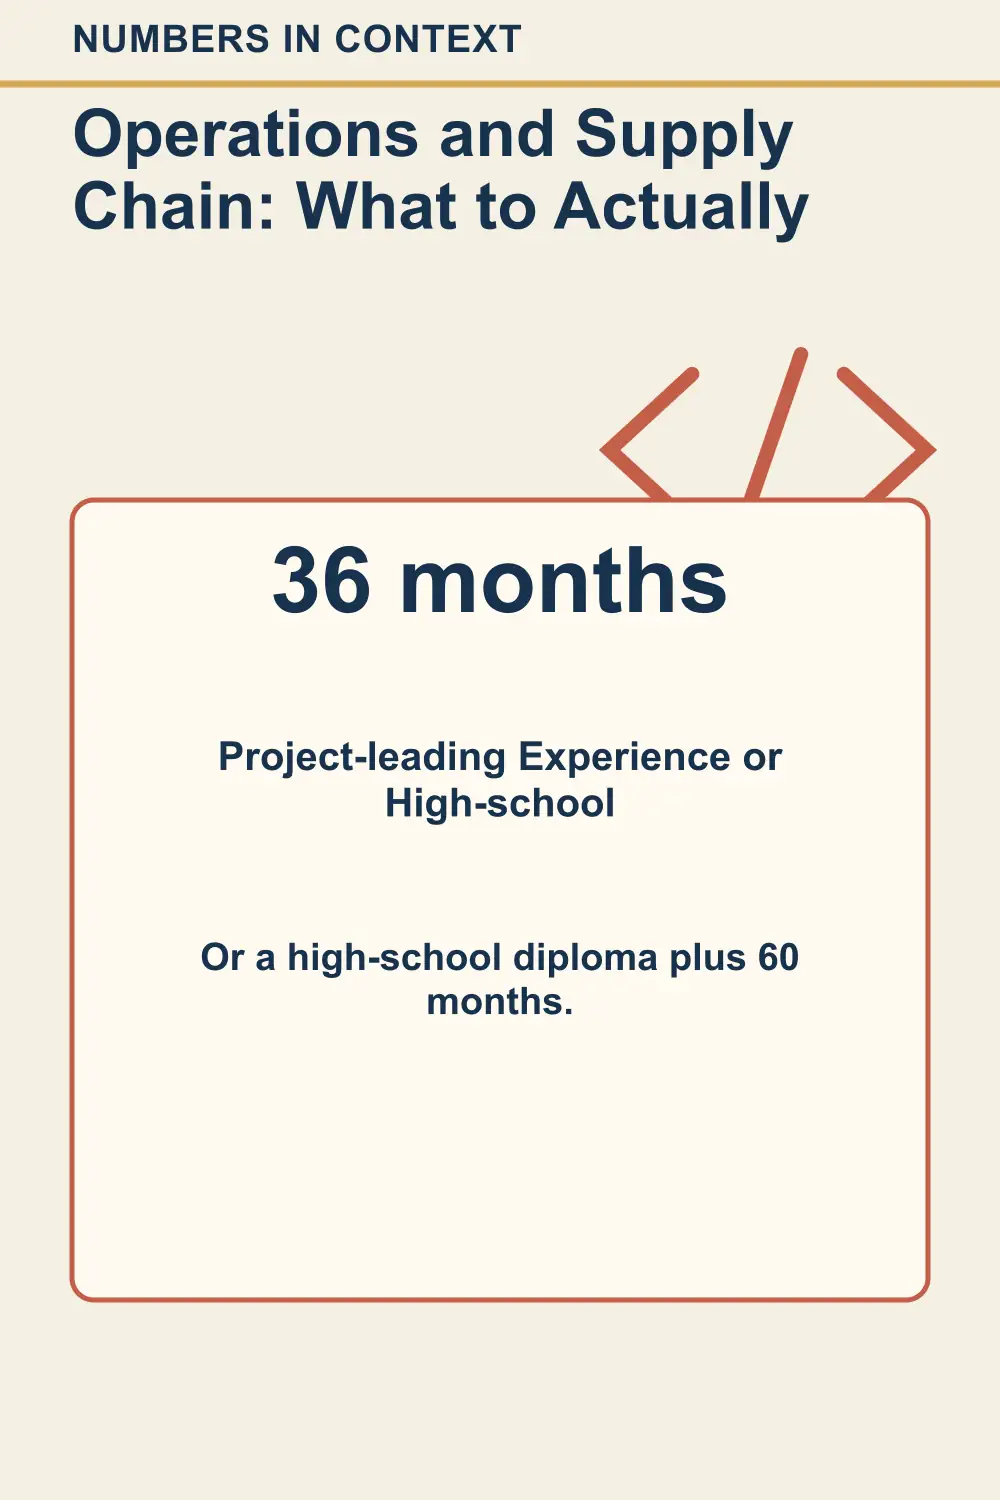 NUMBERS IN CONTEXT
Operations and Supply
Chain: What to Actually
36 months
Project-leading Experience or
High-school
Or a high-school diploma plus 60
months.